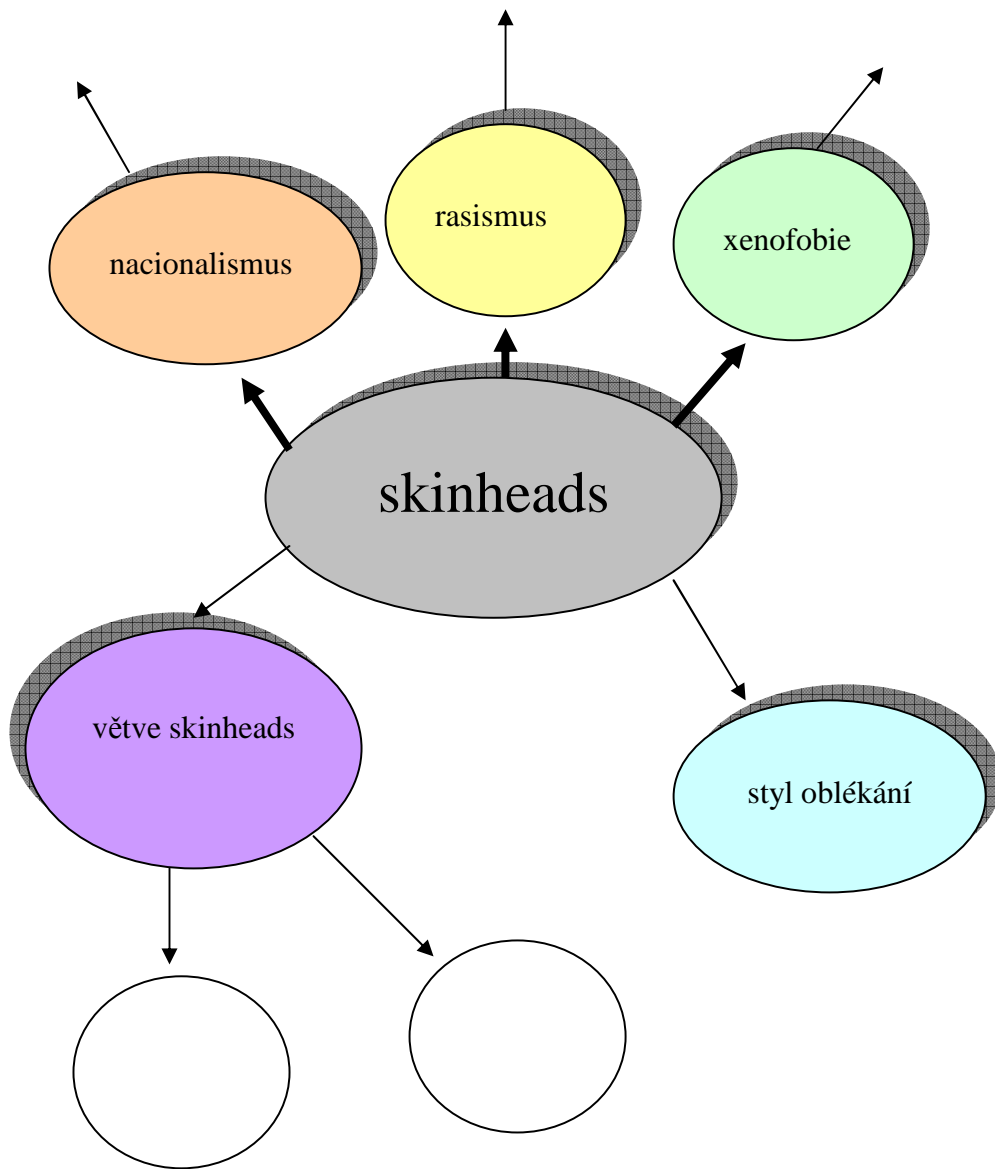 rasismus
xenofobie
nacionalismus
skinheads
větve skinheads
styl oblékání